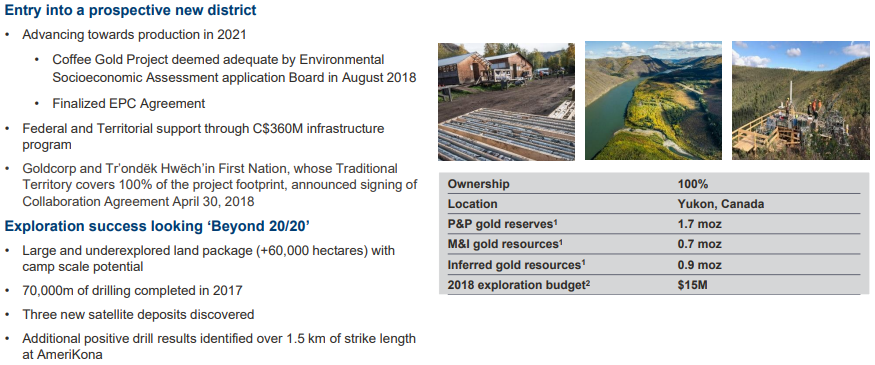 Entry into a prospective new district
• Advancing towards production in 2021
• Coffee Gold Project deemed adequate by Environmental
Socioeconomic Assessment application Board in August 2018
• Finalized EPC Agreement
• Federal and Territorial support through C$360M infrastructure
program
• Goldcorp and Tr'ondëk Hwëch'in First Nation, whose Traditional
Territory covers 100% of the project footprint, announced signing of
Collaboration Agreement April 30, 2018
Exploration success looking 'Beyond 20/20'
• Large and underexplored land package (+60,000 hectares) with
camp scale potential
• 70,000m of drilling completed in 2017
• Three new satellite deposits discovered
• Additional positive drill results identified over 1.5 km of strike length
at AmeriKona
Ownership 100%
Location Yukon, Canada
P&P gold reserves¹ 1.7 moz
M&I gold resources¹ 0.7 moz
Inferred gold resources¹ 0.9 moz
2018 exploration budget² $15M